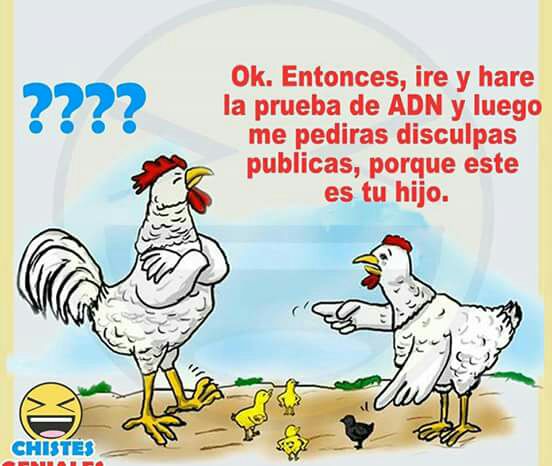 ????
Ok. Entonces, ire y hare
la prueba de ADN y luego
me pediras disculpas
publicas, porque este
es tu hijo.
CHISTES
GENIALES